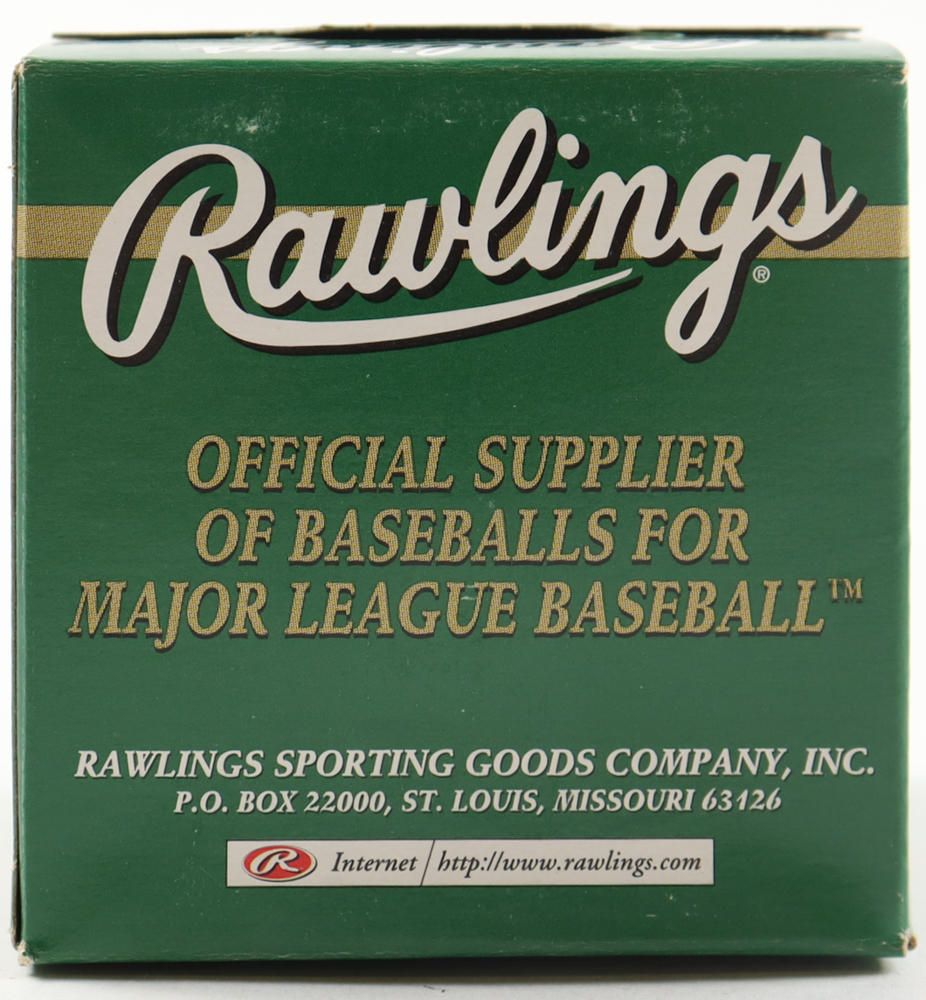 Rawlings®
OFFICIAL SUPPLIER
OF BASEBALLS FOR
MAJOR LEAGUE BASEBALL™
RAWLINGS SPORTING GOODS COMPANY, INC.
P.O. BOX 22000, ST. LOUIS, MISSOURI 63126
R Internet http://www.rawlings.com